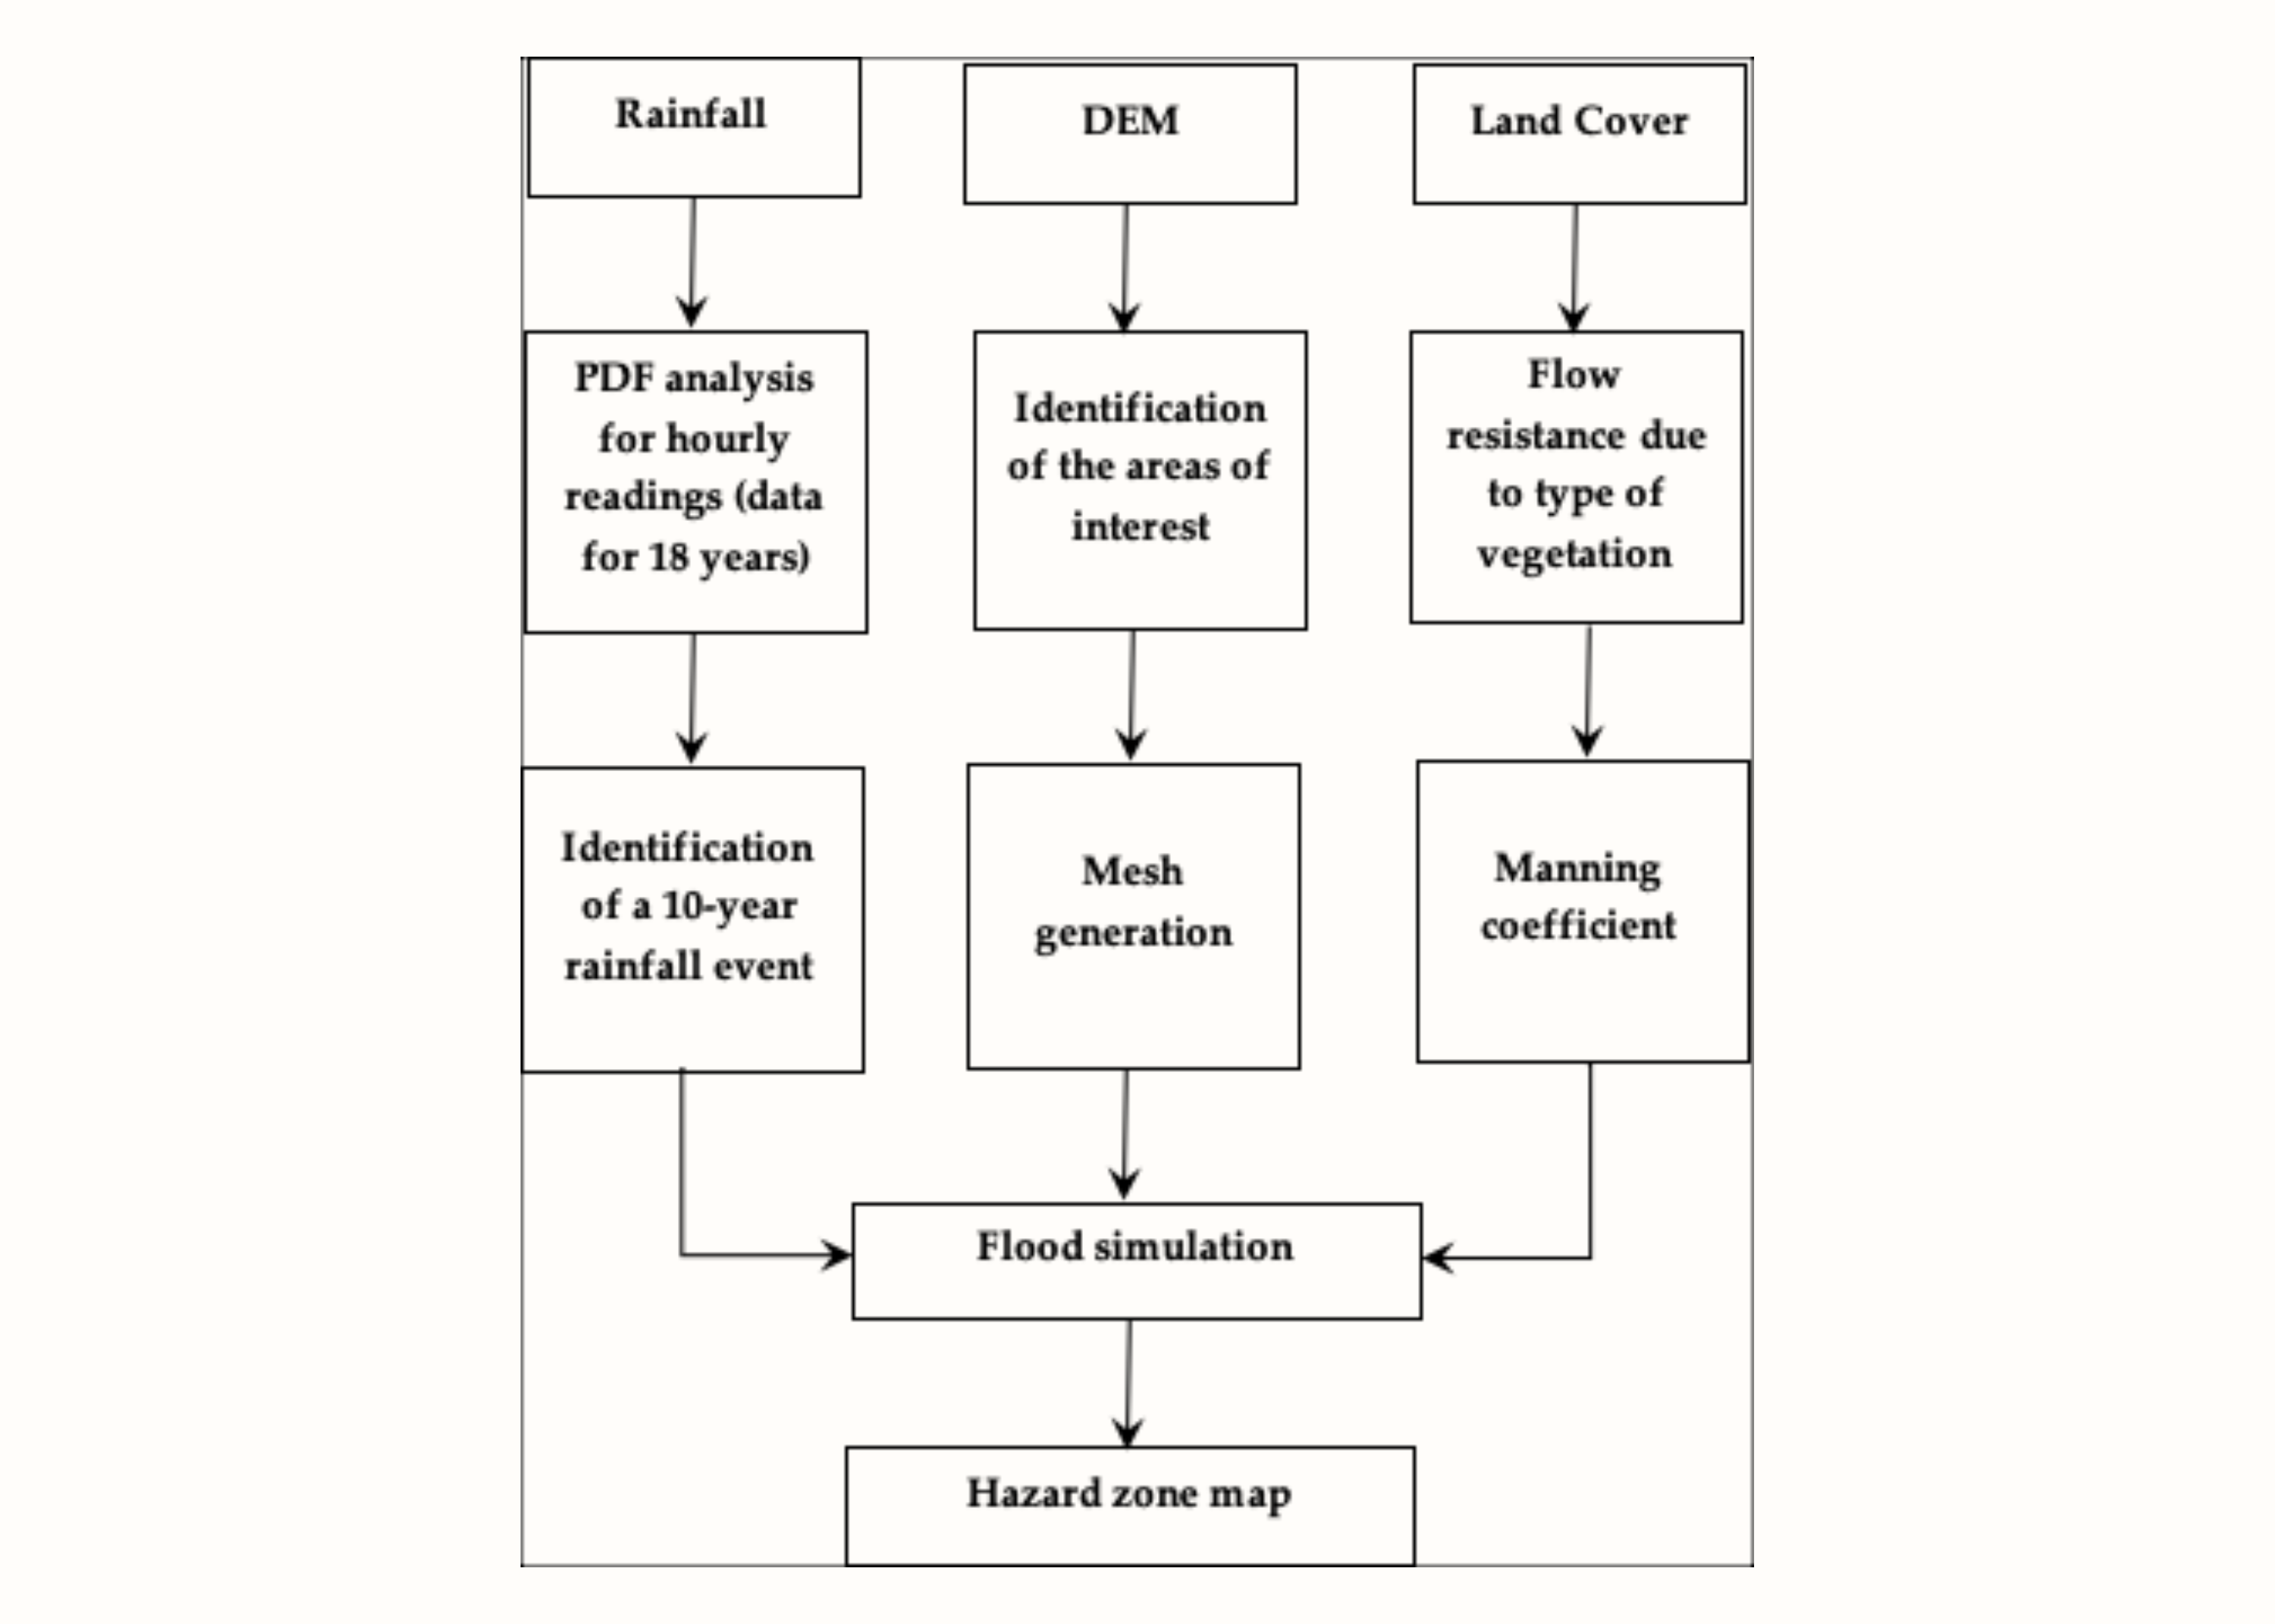 Rainfall
DEM
Land Cover
PDF analysis
for hourly
readings (data
for 18 years)
Identification
of the areas of
interest
Flow
resistance due
to type of
vegetation
Identification
of a 10-year
rainfall event
Mesh
generation
Manning
coefficient
Flood simulation
Hazard zone map